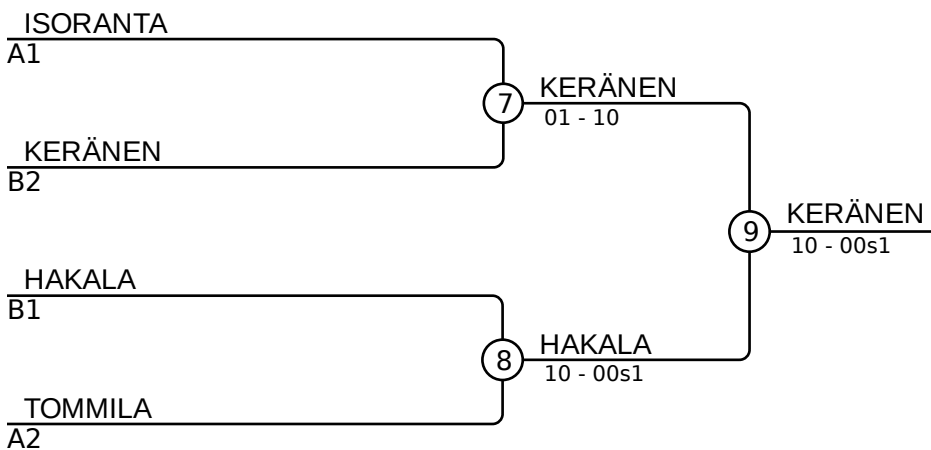 ISORANTA
A1
7
KERÄNEN
01 - 10
KERÄNEN
B2
9
KERÄNEN
10 - 00s1
HAKALA
B1
8
HAKALA
10 - 00s1
TOMMILA
A2